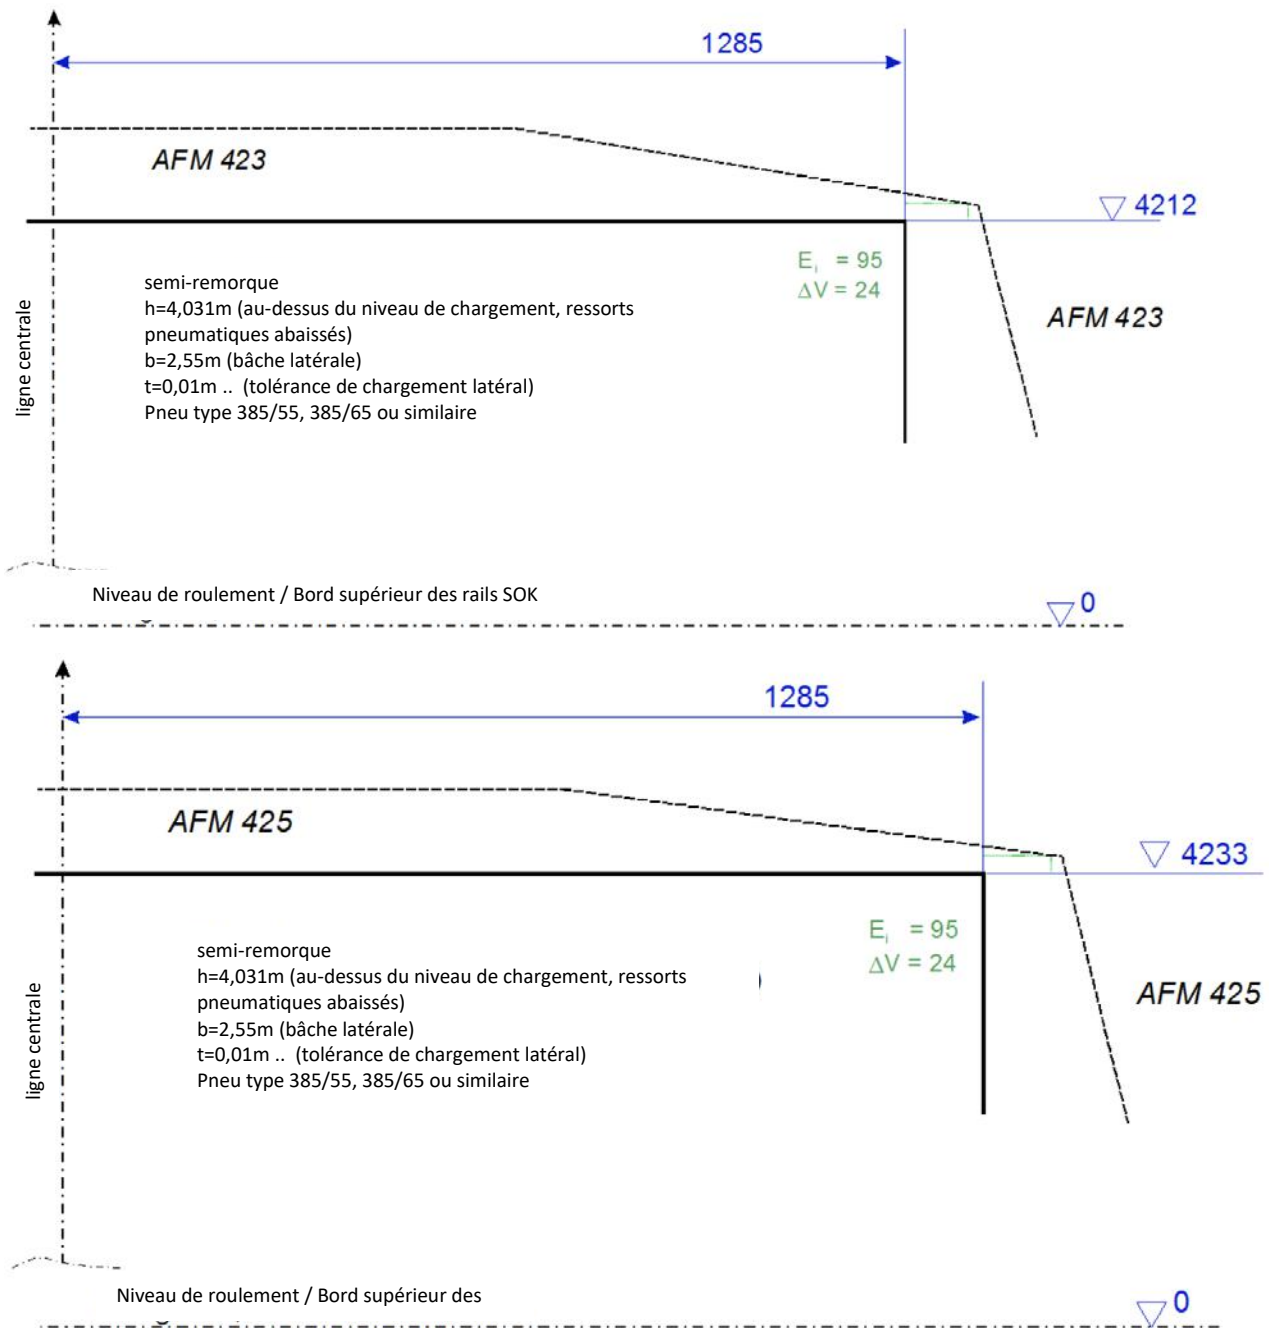 1285
AFM 423
4212
E_i = 95
ΔV = 24
semi-remorque
h=4,031m (au-dessus du niveau de chargement, ressorts
pneumatiques abaissés)
b=2,55m (bâche latérale)
t=0,01m .. (tolérance de chargement latéral)
Pneu type 385/55, 385/65 ou similaire
AFM 423
ligne centrale
Niveau de roulement / Bord supérieur des rails SOK
0
1285
AFM 425
4233
E_i = 95
ΔV = 24
semi-remorque
h=4,031m (au-dessus du niveau de chargement, ressorts
pneumatiques abaissés)
b=2,55m (bâche latérale)
t=0,01m .. (tolérance de chargement latéral)
Pneu type 385/55, 385/65 ou similaire
AFM 425
ligne centrale
Niveau de roulement / Bord supérieur des
0